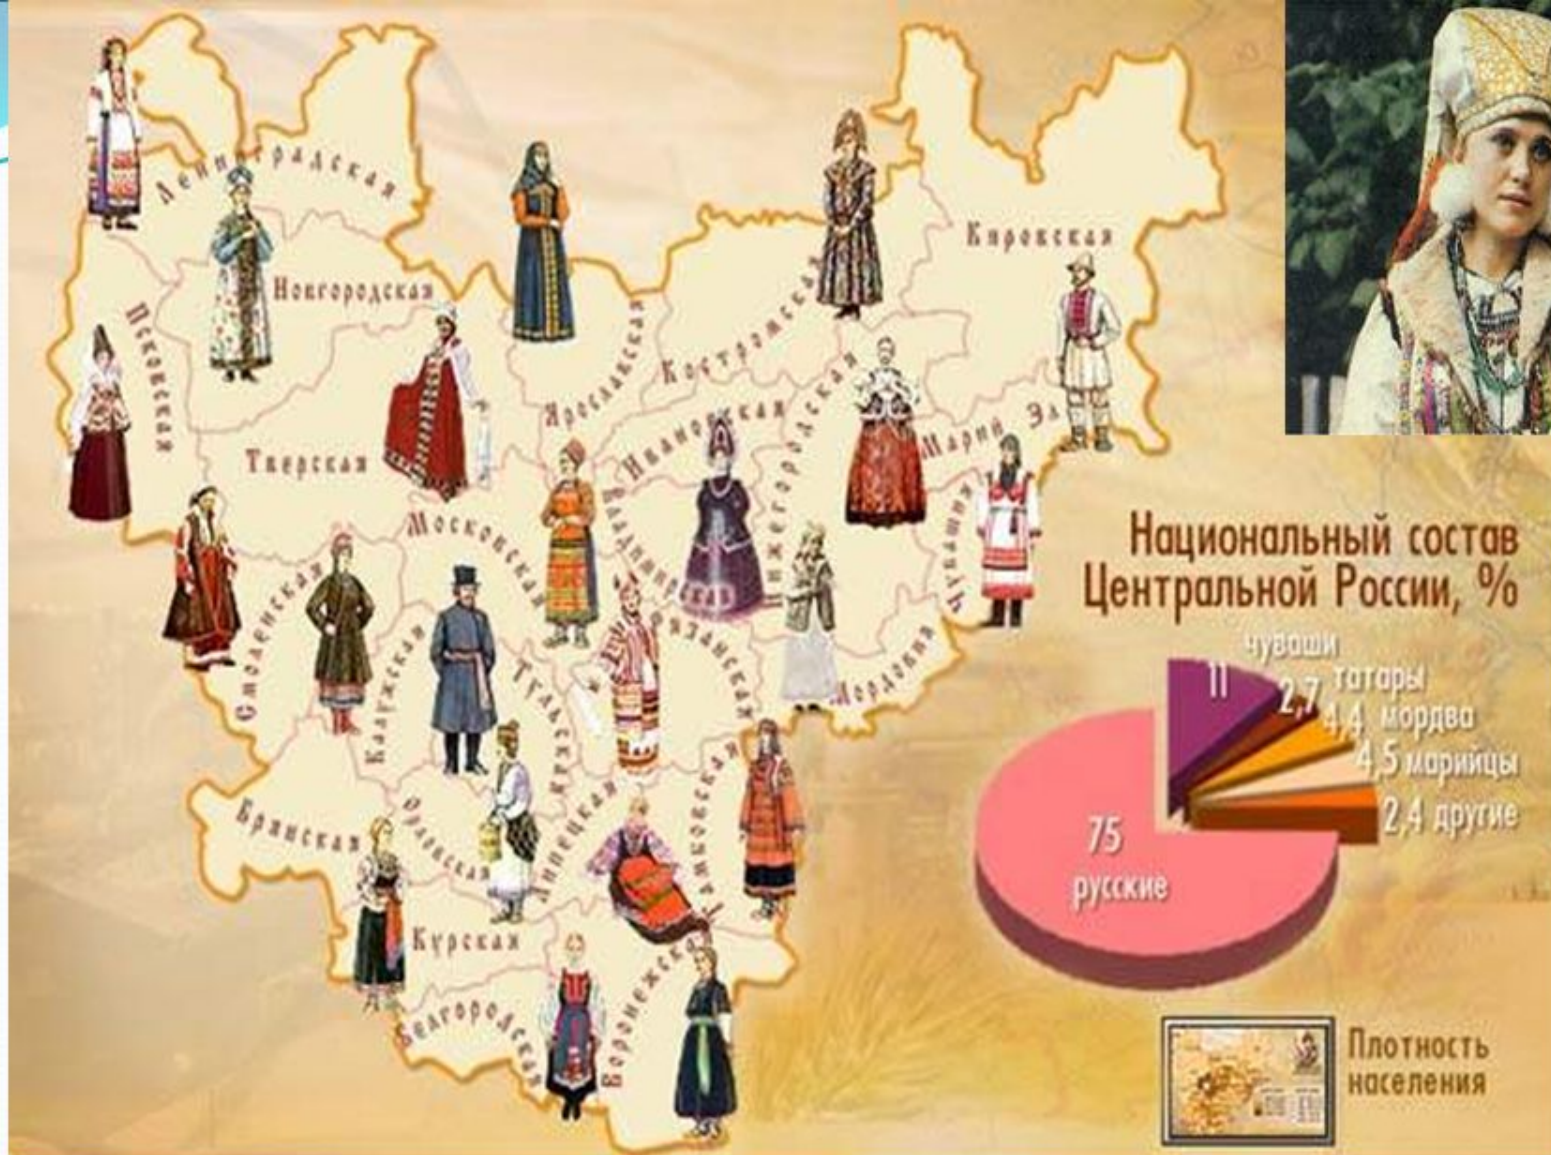 Ленинградская
Новгородская
Псковская
Кировская
Костромская
Ярославская
Тверская
Ивановская
Нижегородская
Марий Эл
Чувашия
Московская
Владимирская
Смоленская
Калужская
Тульская
Рязанская
Мордовия
Брянская
Орловская
Липецкая
Тамбовская
Курская
Белгородская
Воронежская
Национальный состав
Центральной России, %
чуваши
11
2,7 татары
4,4 мордва
4,5 марийцы
2,4 другие
75
русские
Плотность
населения